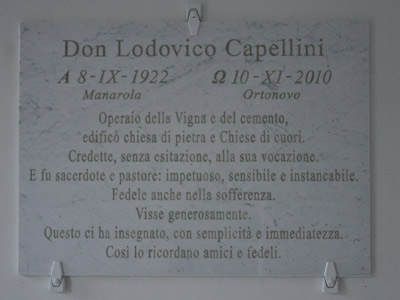 Don Lodovico Capellini
A 8-IX-1922 Ω 10-XI-2010
Manarola Ortonovo
Operaio della Vigna e del cemento,
edificò chiesa di pietra e Chiese di cuori.
Credette, senza esitazione, alla sua vocazione.
E fu sacerdote e pastore: impetuoso, sensibile e instancabile.
Fedele anche nella sofferenza.
Visse generosamente.
Questo ci ha insegnato, con semplicità e immediatezza.
Così lo ricordano amici e fedeli.